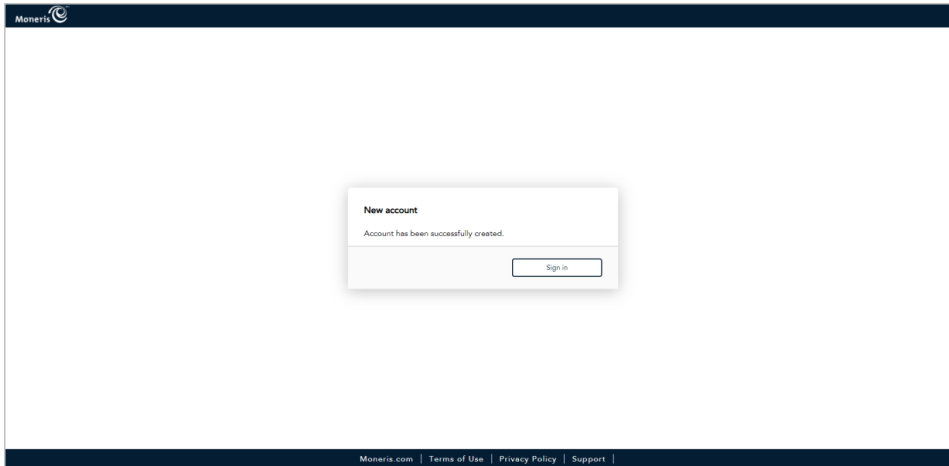 Moneris
New account
Account has been successfully created.
Sign in
Moneris.com | Terms of Use | Privacy Policy | Support |